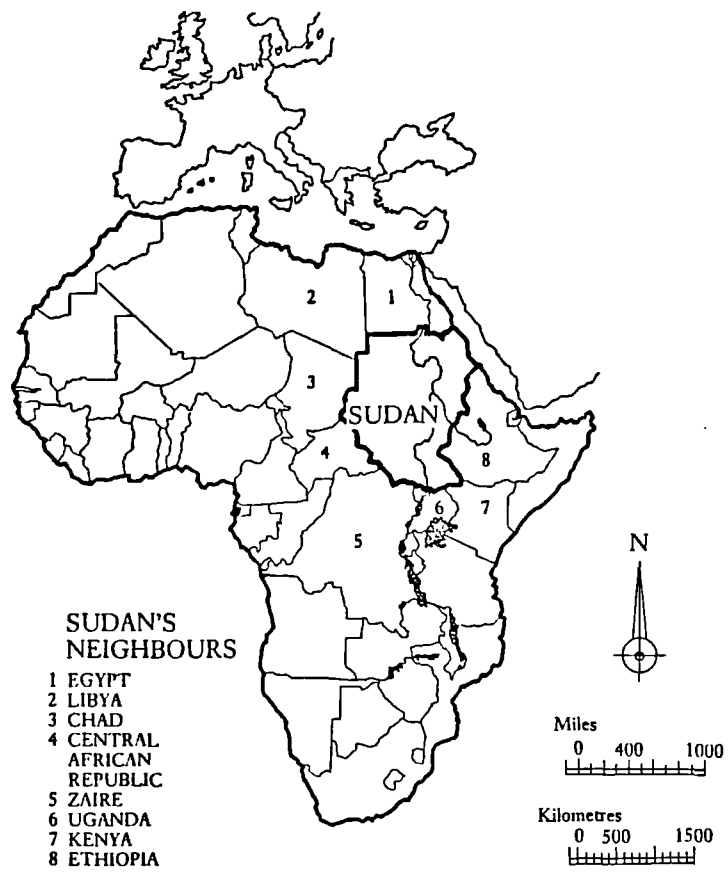 2
1
3
SUDAN
4
8
6
7
5
N
SUDAN'S
NEIGHBOURS
1 EGYPT
2 LIBYA
3 CHAD
4 CENTRAL
AFRICAN
REPUBLIC
5 ZAIRE
6 UGANDA
7 KENYA
8 ETHIOPIA
Miles
0 400 1000
Kilometres
0 500 1500